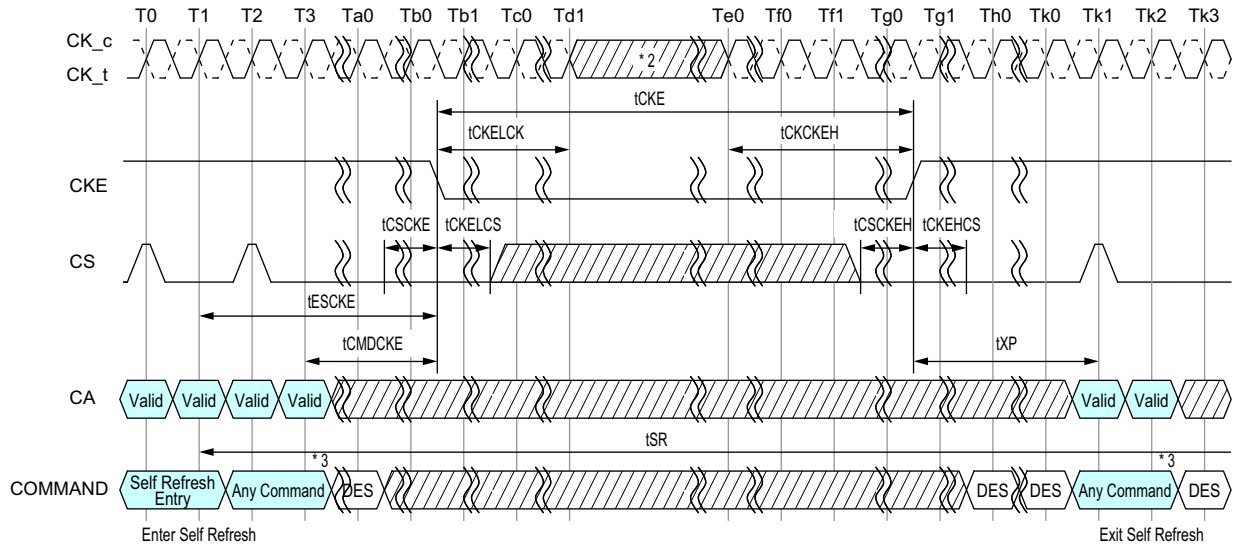 T0 T1 T2 T3 Ta0 Tb0 Tb1 Tc0 Td1 Te0 Tf0 Tf1 Tg0 Tg1 Th0 Tk0 Tk1 Tk2 Tk3
CK_c
CK_t
* 2
tCKE
tCKELCK tCKCKEH
CKE
tCSCKE tCKELCS tCSCKEH tCKEHCS
CS
tESCKE
tCMDCKE tXP
CA Valid Valid Valid Valid Valid Valid
tSR
* 3 * 3
COMMAND Self Refresh Entry Any Command DES DES DES Any Command DES
Enter Self Refresh Exit Self Refresh